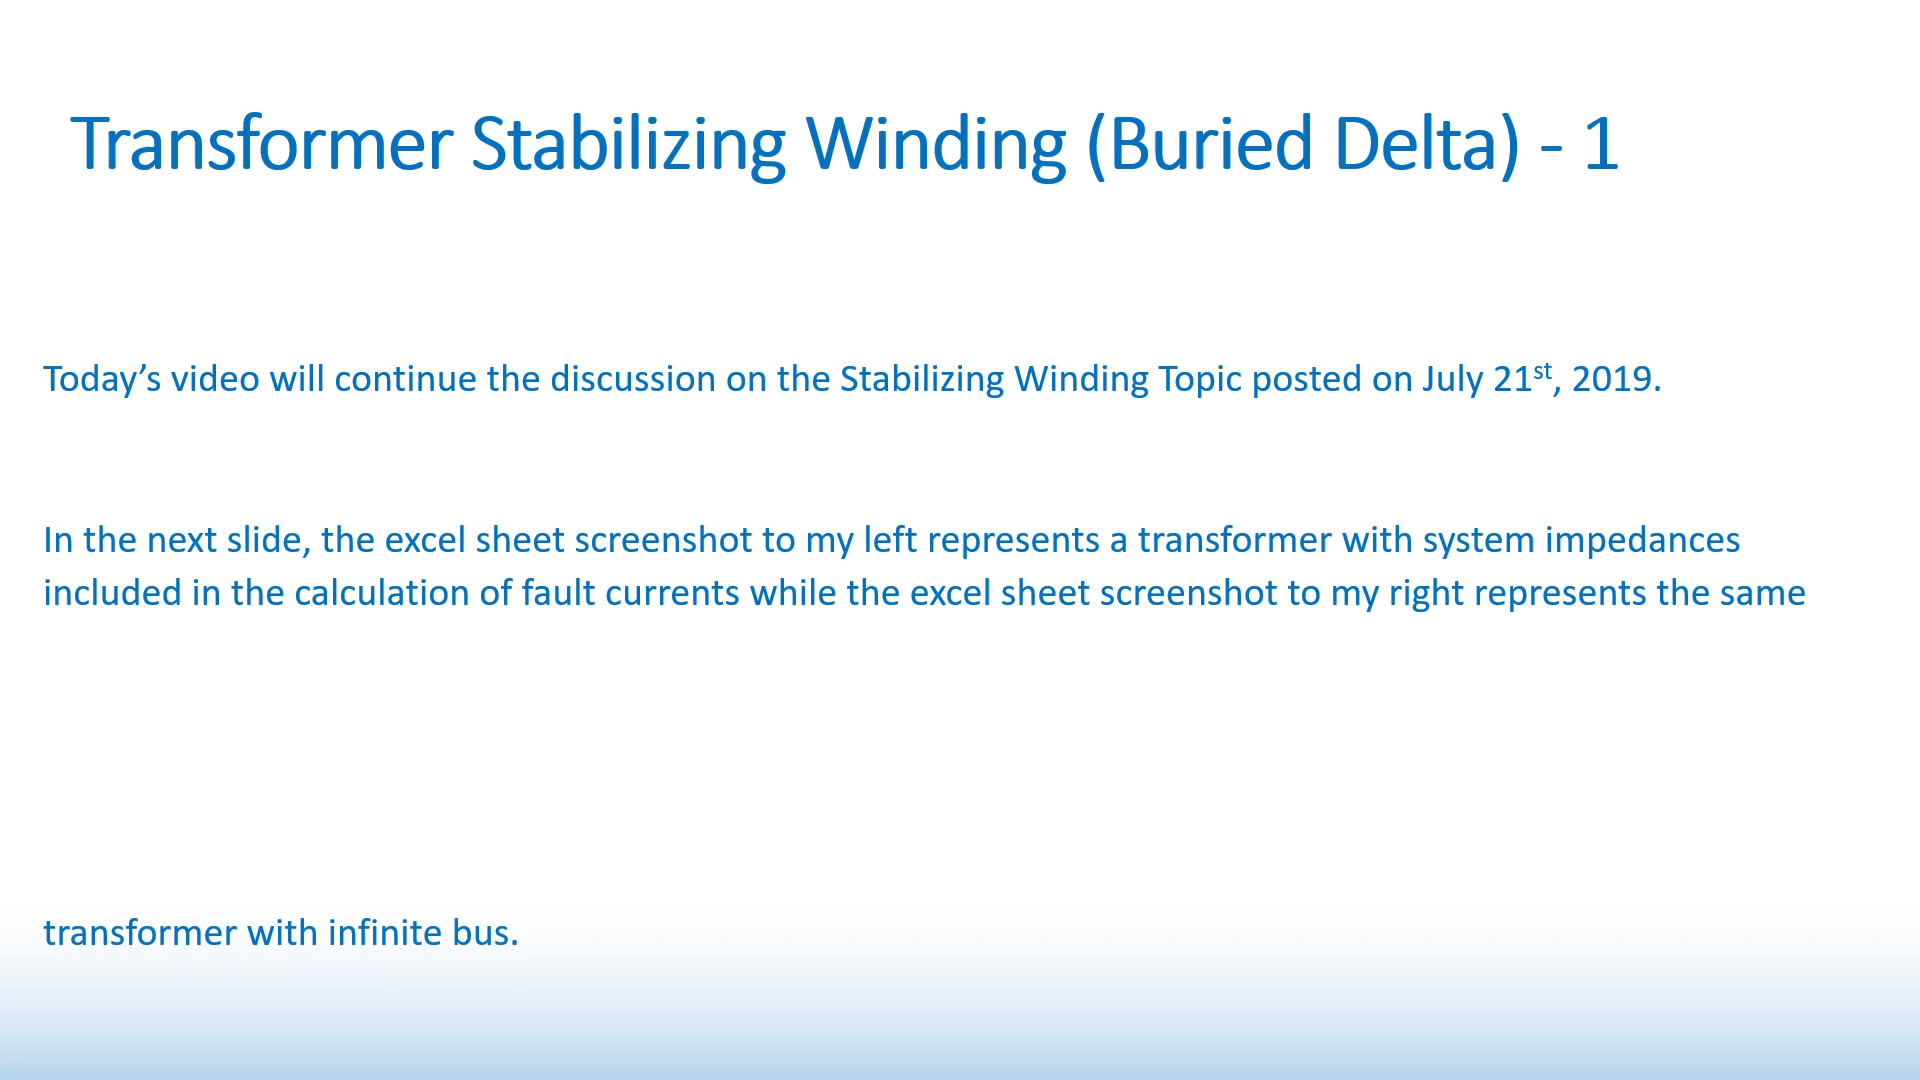 Transformer Stabilizing Winding (Buried Delta) - 1
Today’s video will continue the discussion on the Stabilizing Winding Topic posted on July 21st, 2019.
In the next slide, the excel sheet screenshot to my left represents a transformer with system impedances
included in the calculation of fault currents while the excel sheet screenshot to my right represents the same
transformer with infinite bus.